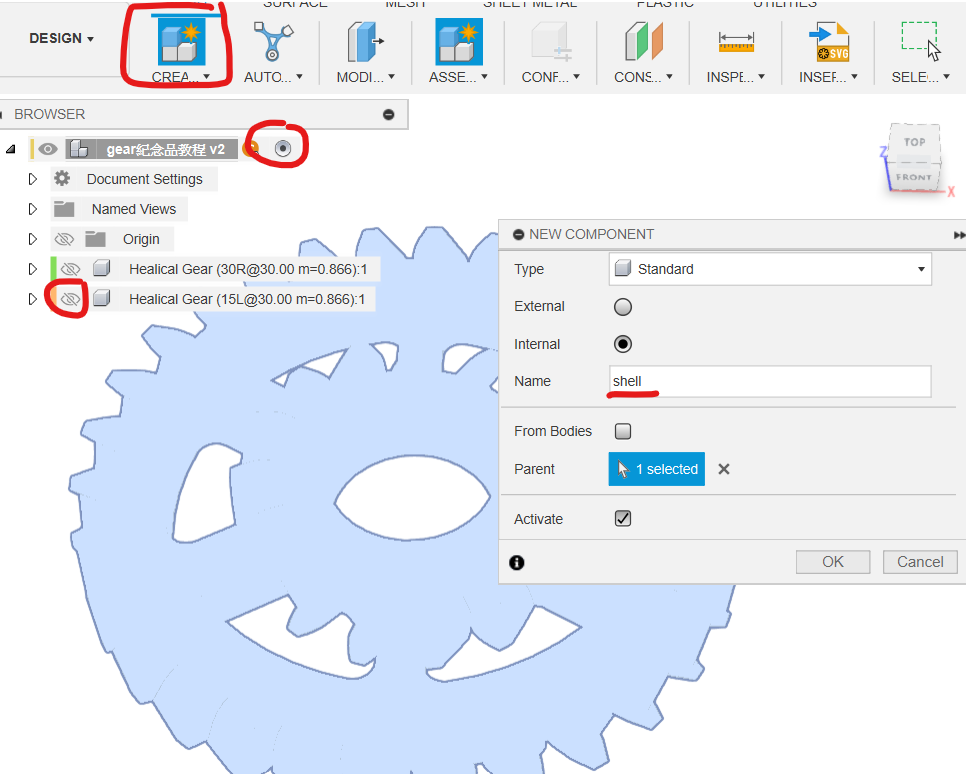 SURFACE MESH SHEET METAL PLASTIC UTILITIES
DESIGN
CREA... AUTO... MODI... ASSE... CONF... CONS... INSPI... INSEF... SELE...
SVG
BROWSER
gear紀念品教程 v2
Document Settings
Named Views
Origin
Healical Gear (30R@30.00 m=0.866):1
Healical Gear (15L@30.00 m=0.866):1
TOP
FRONT
Z
X
NEW COMPONENT
Type Standard
External
Internal
Name shell
From Bodies
Parent 1 selected
Activate
OK Cancel